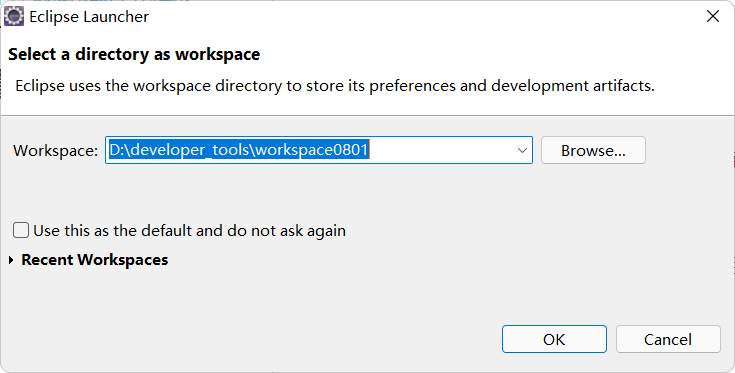 Eclipse Launcher
Select a directory as workspace
Eclipse uses the workspace directory to store its preferences and development artifacts.
Workspace: D:\developer_tools\workspace0801 Browse...
Use this as the default and do not ask again
Recent Workspaces
OK Cancel